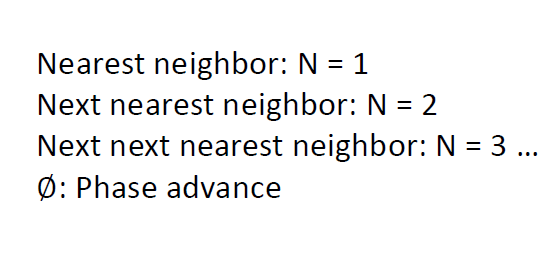 Nearest neighbor: N = 1
Next nearest neighbor: N = 2
Next next nearest neighbor: N = 3 ...
Ø: Phase advance